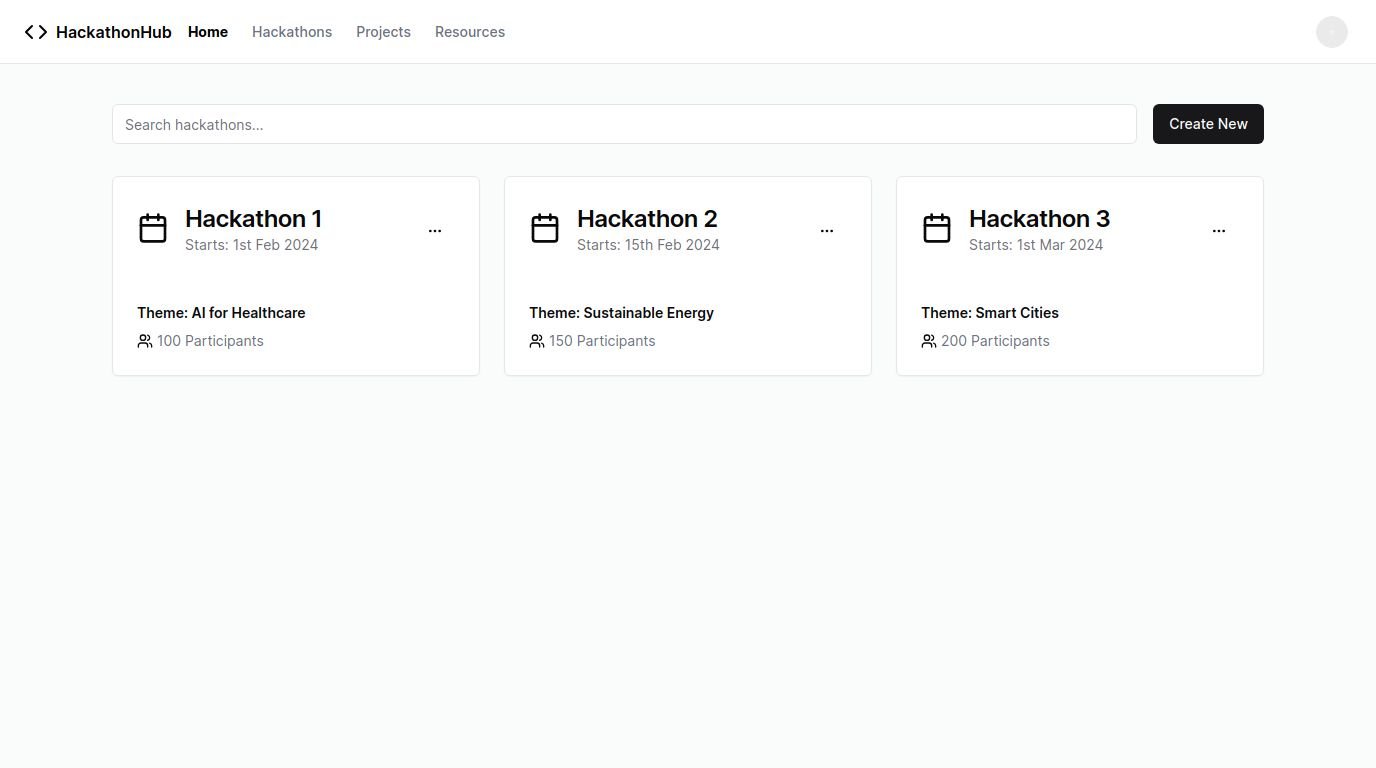 HackathonHub Home Hackathons Projects Resources
Search hackathons... Create New
Hackathon 1
Starts: 1st Feb 2024
Theme: AI for Healthcare
100 Participants
Hackathon 2
Starts: 15th Feb 2024
Theme: Sustainable Energy
150 Participants
Hackathon 3
Starts: 1st Mar 2024
Theme: Smart Cities
200 Participants